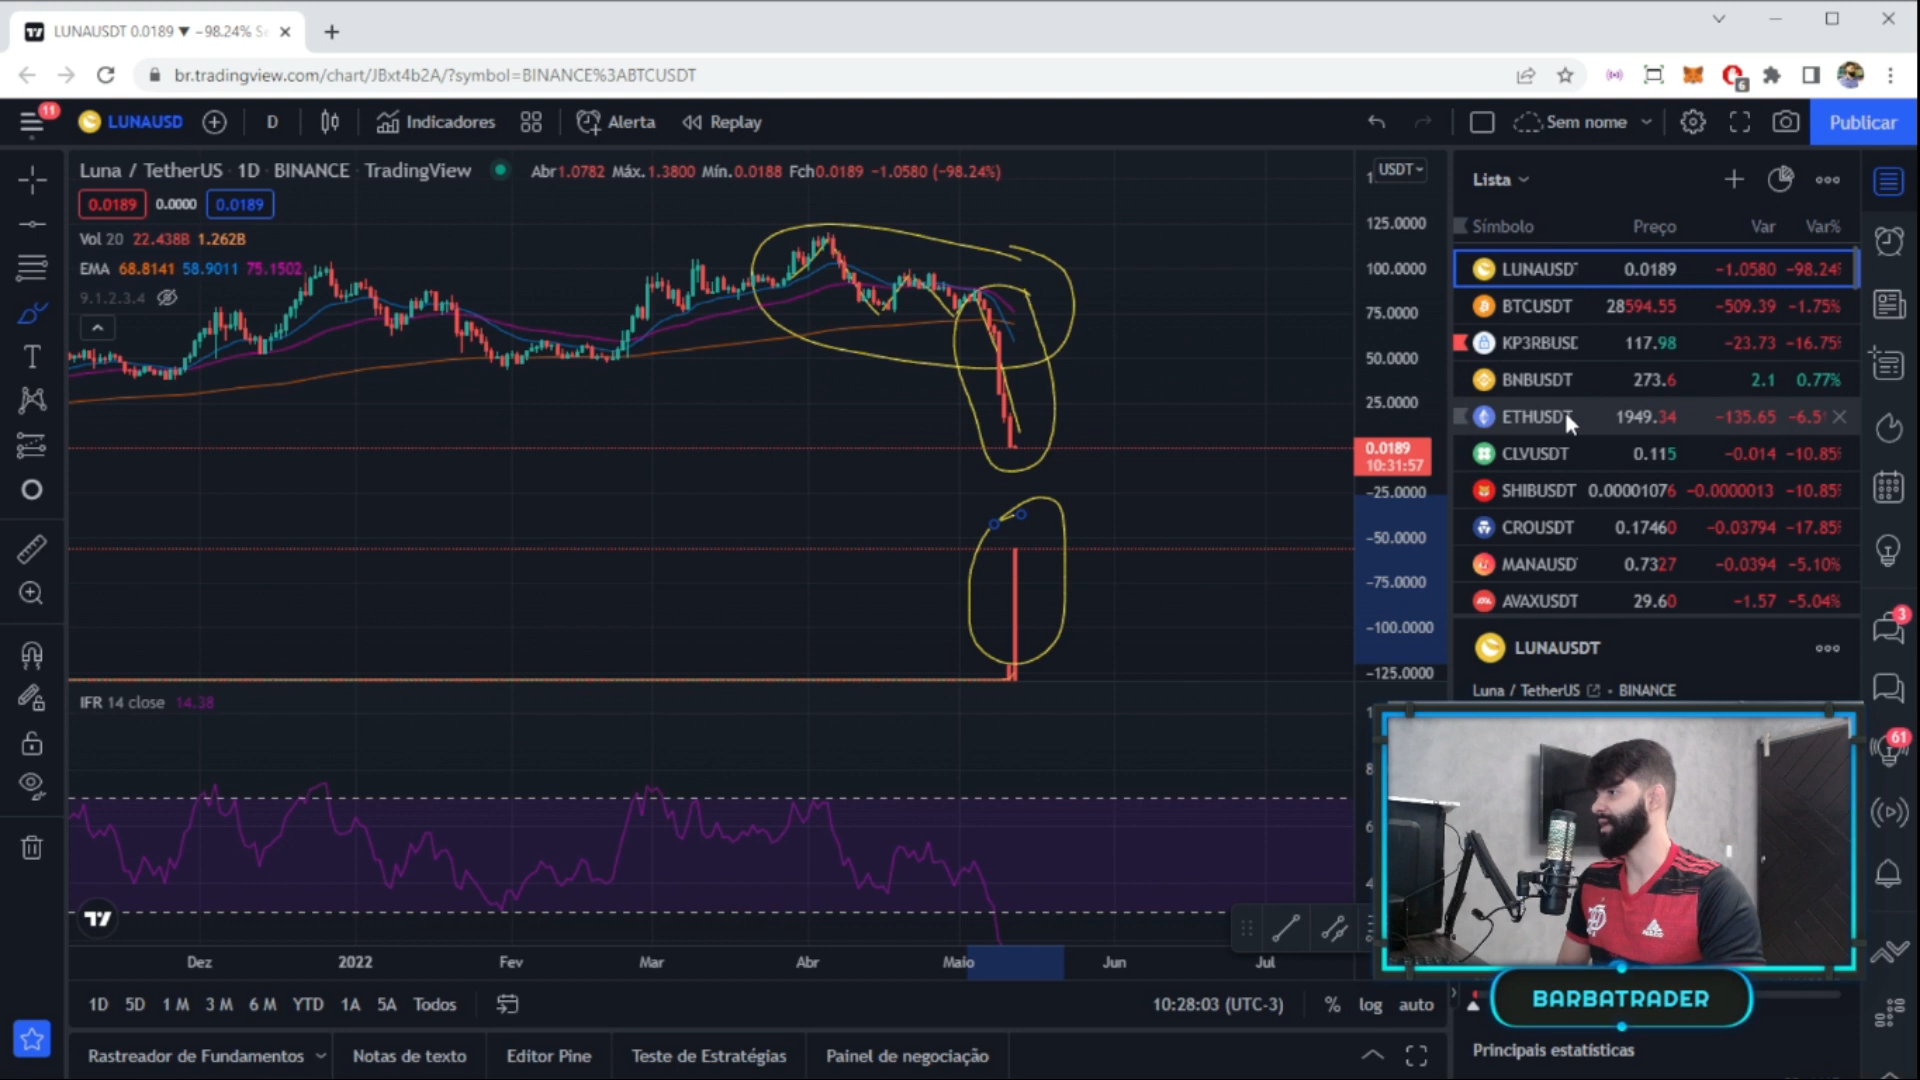 LUNAUSDT 0.0189 ▼ −98.24% S
br.tradingview.com/chart/JBxt4b2A/?symbol=BINANCE%3ABTCUSDT
6
11
LUNAUSD
D
Indicadores
Alerta
Replay
Sem nome
Publicar
Luna / TetherUS · 1D · BINANCE · TradingView
Abr1.0782 Máx.1.3800 Mín.0.0188 Fch0.0189 −1.0580 (−98.24%)
0.0189 0.0000 0.0189
Vol 20 22.438B 1.262B
EMA 68.8141 58.9011 75.1502
9.1.2.3.4
USDT
125.0000
100.0000
75.0000
50.0000
25.0000
0.0189
10:31:57
−25.0000
−50.0000
−75.0000
−100.0000
−125.0000
IFR 14 close 14.38
Dez 2022 Fev Mar Abr Maio Jun Jul
1D 5D 1 M 3 M 6 M YTD 1A 5A Todos
10:28:03 (UTC-3) % log auto
Rastreador de Fundamentos
Notas de texto
Editor Pine
Teste de Estratégias
Painel de negociação
Lista
Símbolo Preço Var Var%
LUNAUSD 0.0189 −1.0580 −98.24
BTCUSDT 28594.55 −509.39 −1.75%
KP3RBUSD 117.98 −23.73 −16.75
BNBUSDT 273.6 2.1 0.77%
ETHUSDT 1949.34 −135.65 −6.5
CLVUSDT 0.115 −0.014 −10.85
SHIBUSDT 0.00001076 −0.0000013 −10.85
CROUSDT 0.17460 −0.03794 −17.85
MANAUSD 0.7327 −0.0394 −5.10%
AVAXUSDT 29.60 −1.57 −5.04%
LUNAUSDT
Luna / TetherUS · BINANCE
3
61
BARBATRADER
Principais estatísticas